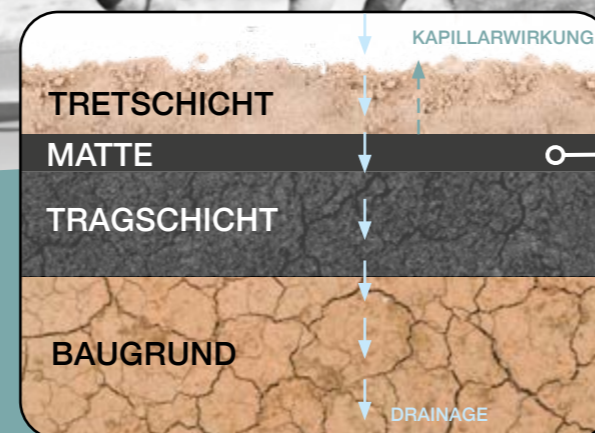 KAPILLARWIRKUNG
TRETSCHICHT
MATTE
TRAGSCHICHT
BAUGRUND
DRAINAGE